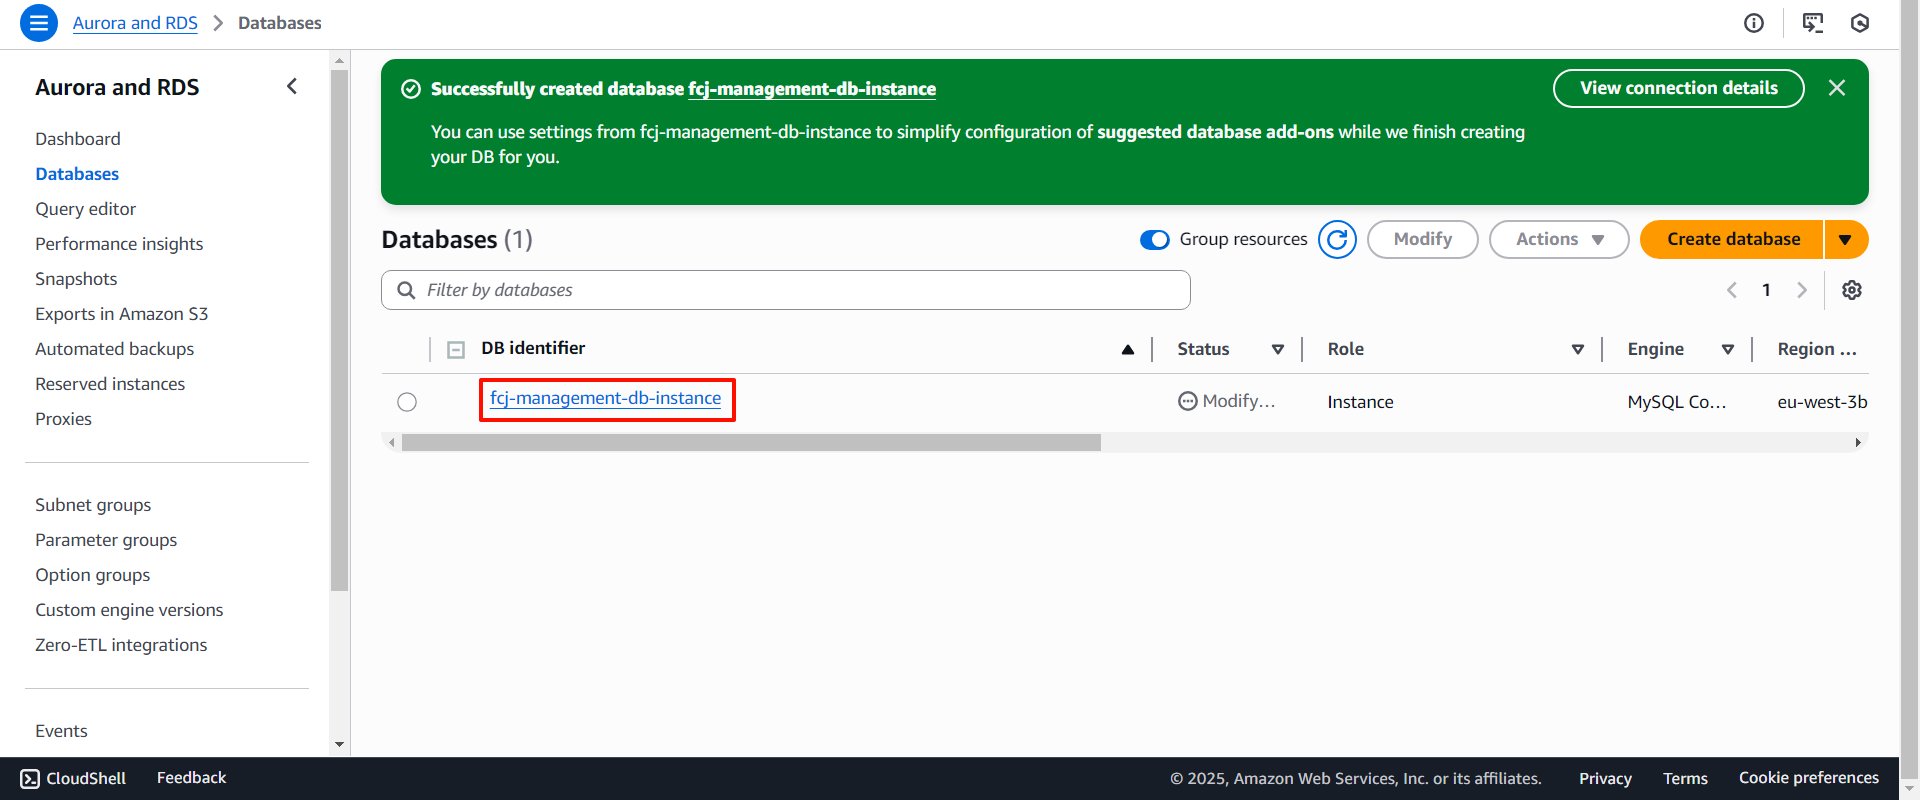 Aurora and RDS > Databases
Aurora and RDS
Dashboard
Databases
Query editor
Performance insights
Snapshots
Exports in Amazon S3
Automated backups
Reserved instances
Proxies
Subnet groups
Parameter groups
Option groups
Custom engine versions
Zero-ETL integrations
Events
Successfully created database fcj-management-db-instance
View connection details
You can use settings from fcj-management-db-instance to simplify configuration of suggested database add-ons while we finish creating
your DB for you.
Databases (1)
Group resources
Modify
Actions
Create database
Filter by databases
1
DB identifier Status Role Engine Region ...
fcj-management-db-instance Modify... Instance MySQL Co... eu-west-3b
CloudShell Feedback © 2025, Amazon Web Services, Inc. or its affiliates. Privacy Terms Cookie preferences